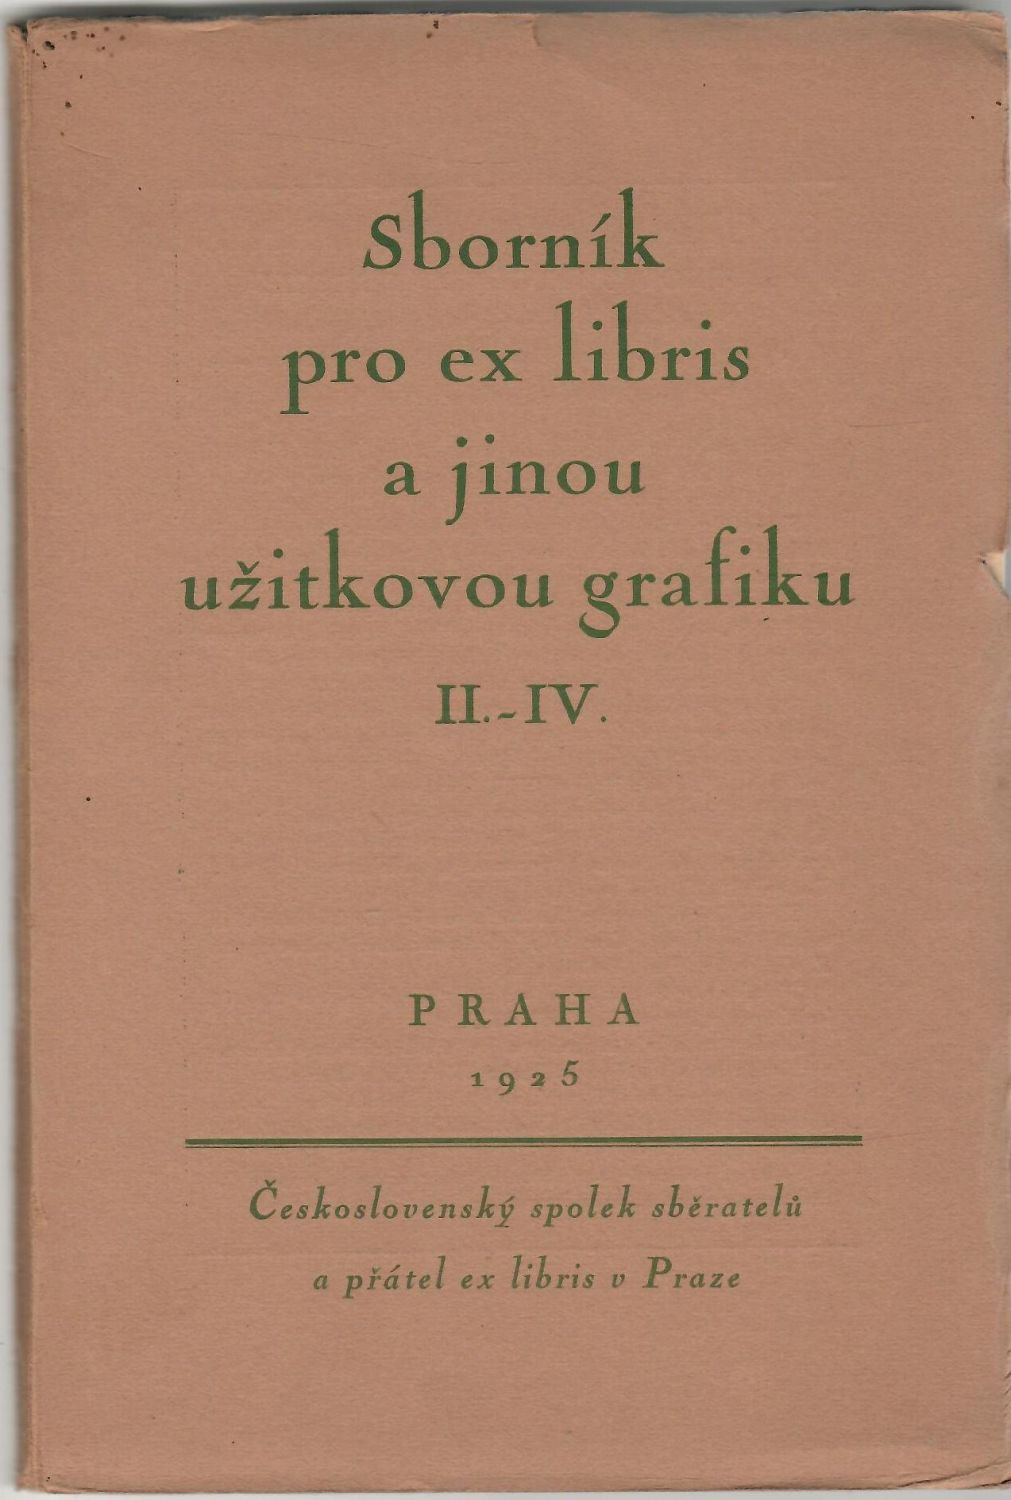 Sborník
pro ex libris
a jinou
užitkovou grafiku
II.-IV.
PRAHA
1925
Československý spolek sběratelů
a přátel ex libris v Praze